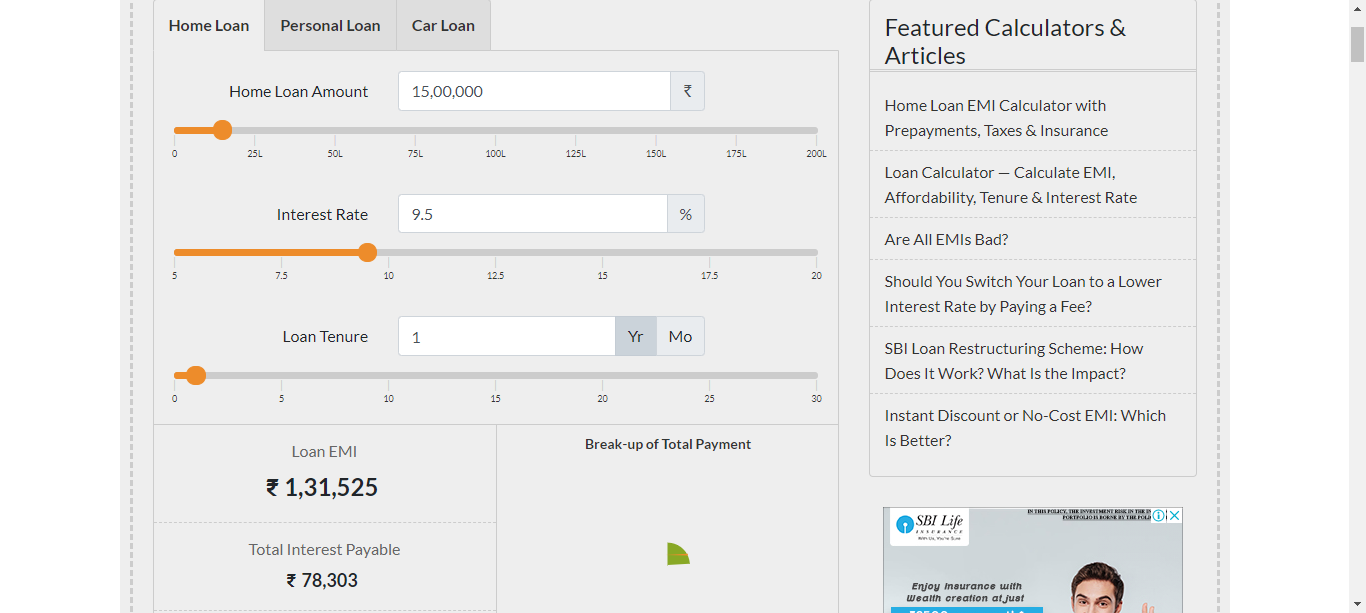 Home Loan
Personal Loan
Car Loan
Home Loan Amount
15,00,000
₹
0
25L
50L
75L
100L
125L
150L
175L
200L
Interest Rate
9.5
%
5
7.5
10
12.5
15
17.5
20
Loan Tenure
1
Yr
Mo
0
5
10
15
20
25
30
Loan EMI
₹ 1,31,525
Total Interest Payable
₹ 78,303
Break-up of Total Payment
Featured Calculators &
Articles
Home Loan EMI Calculator with
Prepayments, Taxes & Insurance
Loan Calculator — Calculate EMI,
Affordability, Tenure & Interest Rate
Are All EMIs Bad?
Should You Switch Your Loan to a Lower
Interest Rate by Paying a Fee?
SBI Loan Restructuring Scheme: How
Does It Work? What Is the Impact?
Instant Discount or No-Cost EMI: Which
Is Better?
IN THIS POLICY, THE INVESTMENT RISK IN THE
PORTFOLIO IS BORNE BY THE
SBI Life
INSURANCE
With Us, You're Sure
Enjoy insurance with
wealth creation at just